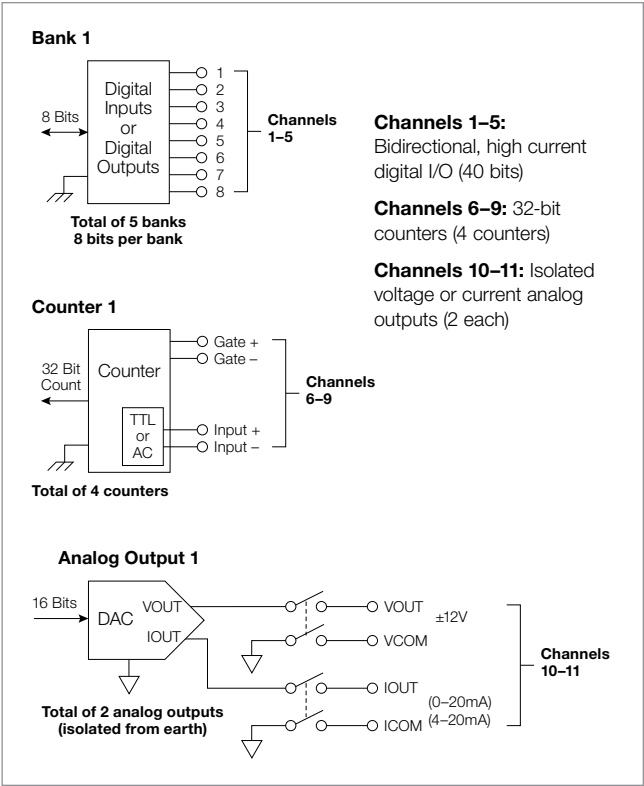 Bank 1
8 Bits
Digital
Inputs
or
Digital
Outputs
1
2
3
4
5
6
7
8
Channels
1–5
Total of 5 banks
8 bits per bank
Channels 1–5:
Bidirectional, high current
digital I/O (40 bits)
Channels 6–9: 32-bit
counters (4 counters)
Channels 10–11: Isolated
voltage or current analog
outputs (2 each)
Counter 1
32 Bit
Count
Counter
TTL
or
AC
Gate +
Gate –
Input +
Input –
Channels
6–9
Total of 4 counters
Analog Output 1
16 Bits
DAC
VOUT
IOUT
VOUT
±12V
VCOM
IOUT
(0–20mA)
ICOM
(4–20mA)
Channels
10–11
Total of 2 analog outputs
(isolated from earth)